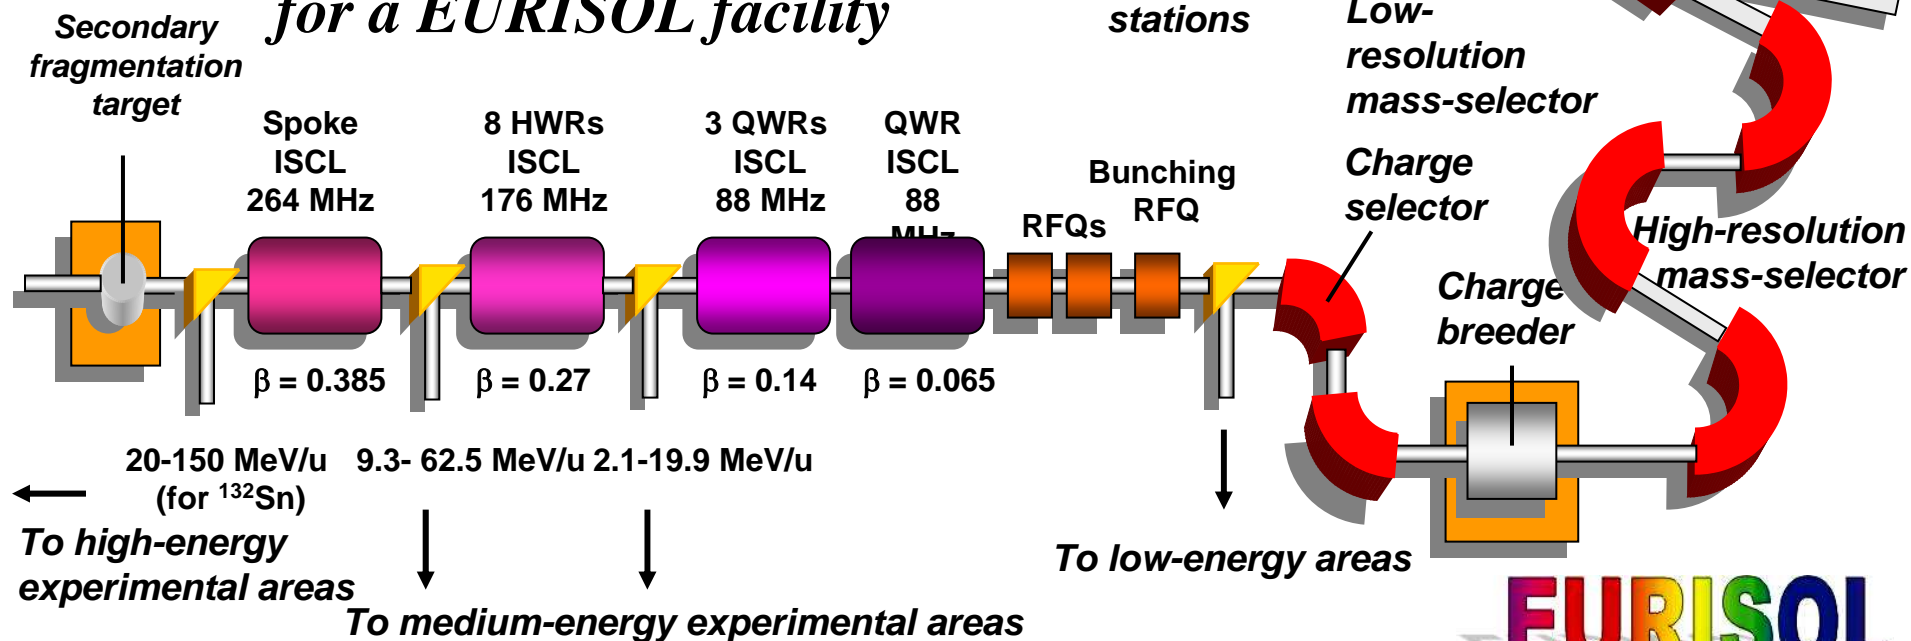 for a EURISOL facility
Secondary
fragmentation
target
stations
Low-
resolution
mass-selector
Spoke
ISCL
264 MHz
8 HWRs
ISCL
176 MHz
3 QWRs
ISCL
88 MHz
QWR
ISCL
88
MHz
Bunching
RFQ
RFQs
Charge
selector
High-resolution
mass-selector
Charge
breeder
β = 0.385
β = 0.27
β = 0.14
β = 0.065
20-150 MeV/u
(for ¹³²Sn)
9.3- 62.5 MeV/u
2.1-19.9 MeV/u
To high-energy
experimental areas
To medium-energy experimental areas
To low-energy areas
EURISOL